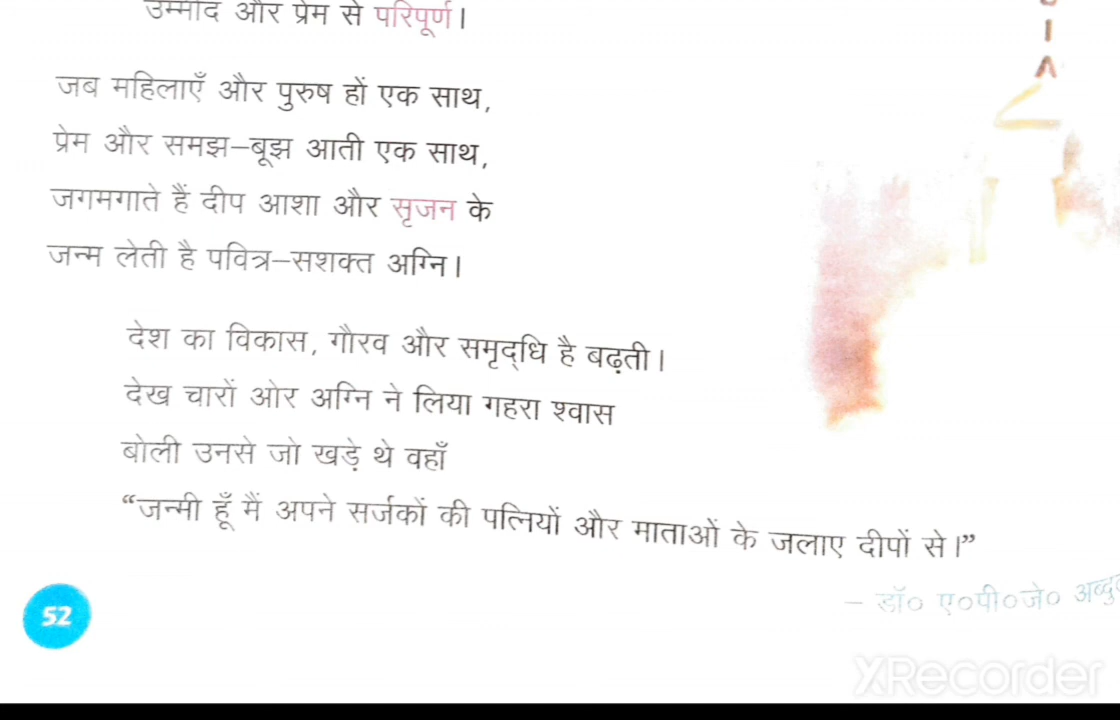 उम्मीद और प्रेम से परिपूर्ण।
जब महिलाएँ और पुरुष हों एक साथ,
प्रेम और समझ–बूझ आती एक साथ,
जगमगाते हैं दीप आशा और सृजन के
जन्म लेती है पवित्र–सशक्त अग्नि।
देश का विकास, गौरव और समृद्धि है बढ़ती।
देख चारों ओर अग्नि ने लिया गहरा श्वास
बोली उनसे जो खड़े थे वहाँ
“जन्मी हूँ मैं अपने सर्जकों की पत्नियों और माताओं के जलाए दीपों से।”
– डॉ० ए०पी०जे०
52
XRecorder